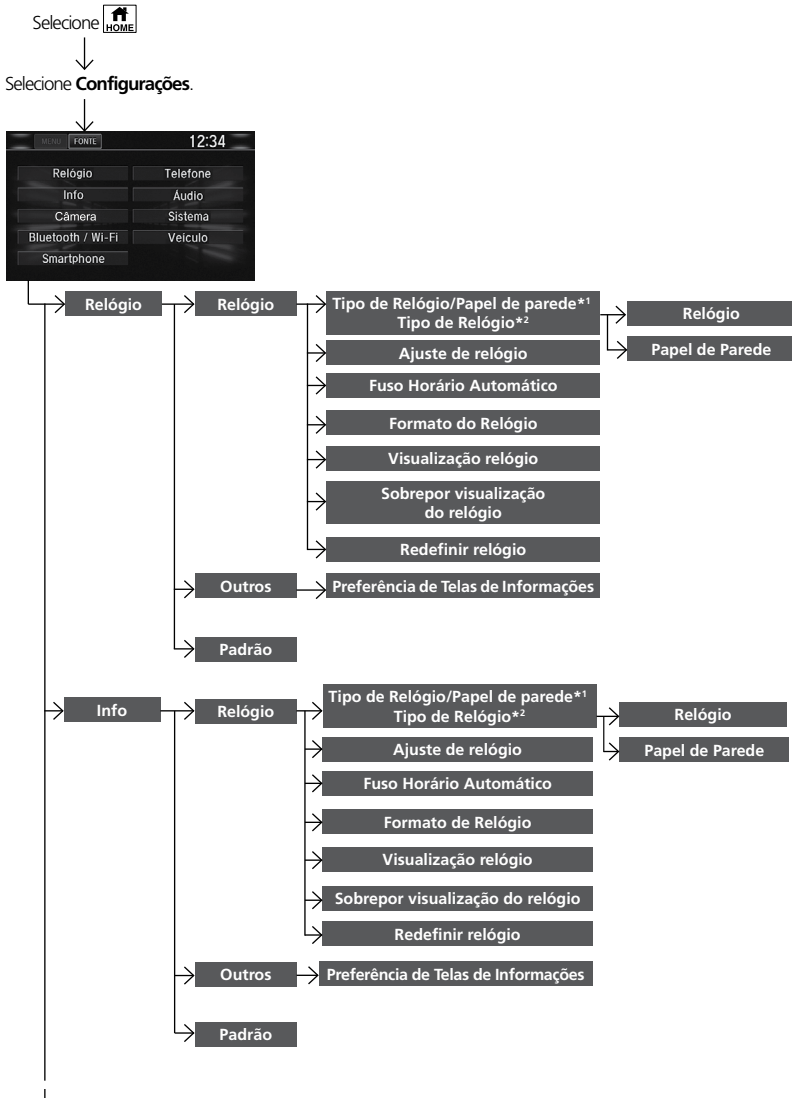 Selecione HOME
Selecione Configurações.
MENU FONTE 12:34
Relógio Telefone
Info Áudio
Câmera Sistema
Bluetooth / Wi-Fi Veículo
Smartphone
Relógio
Relógio
Tipo de Relógio/Papel de parede*1
Tipo de Relógio*2
Relógio
Papel de Parede
Ajuste de relógio
Fuso Horário Automático
Formato do Relógio
Visualização relógio
Sobrepor visualização
do relógio
Redefinir relógio
Outros
Preferência de Telas de Informações
Padrão
Info
Relógio
Tipo de Relógio/Papel de parede*1
Tipo de Relógio*2
Relógio
Papel de Parede
Ajuste de relógio
Fuso Horário Automático
Formato de Relógio
Visualização relógio
Sobrepor visualização do relógio
Redefinir relógio
Outros
Preferência de Telas de Informações
Padrão